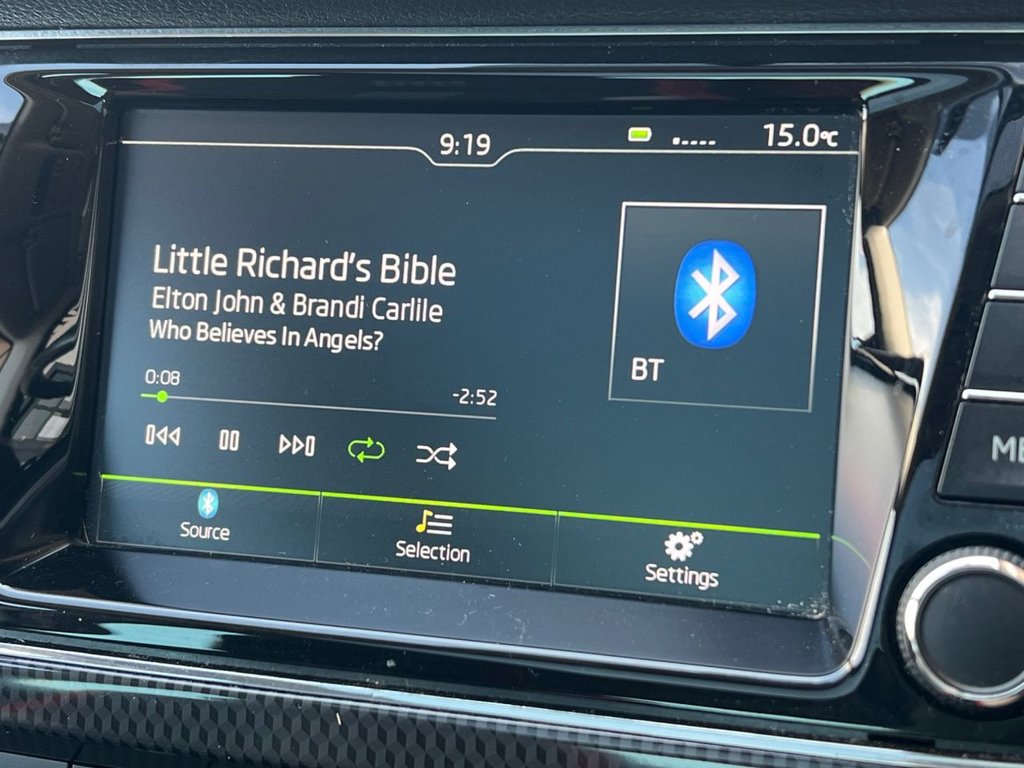 9:19
15.0℃
Little Richard's Bible
Elton John & Brandi Carlile
Who Believes In Angels?
BT
0:08
-2:52
Source
Selection
Settings